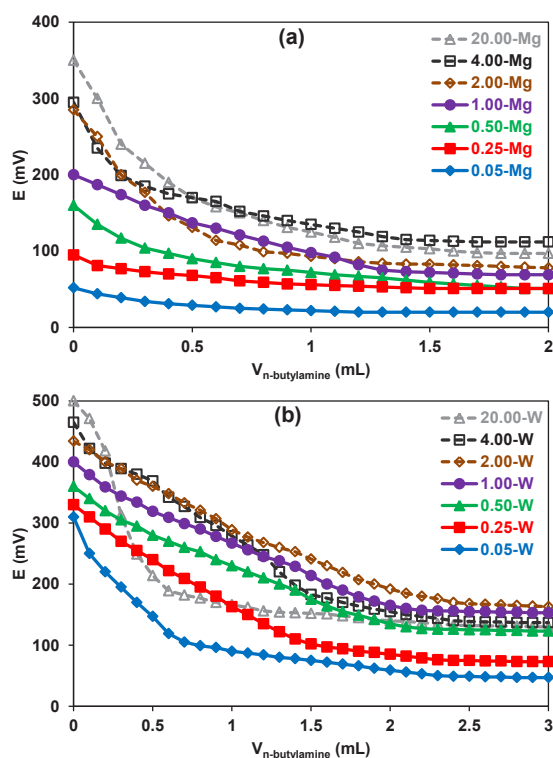 (a)
E (mV)
400
300
200
100
0
20.00-Mg
4.00-Mg
2.00-Mg
1.00-Mg
0.50-Mg
0.25-Mg
0.05-Mg
0 0.5 1 1.5 2
V n-butylamine (mL)
(b)
E (mV)
500
400
300
200
100
0
20.00-W
4.00-W
2.00-W
1.00-W
0.50-W
0.25-W
0.05-W
0 0.5 1 1.5 2 2.5 3
V n-butylamine (mL)